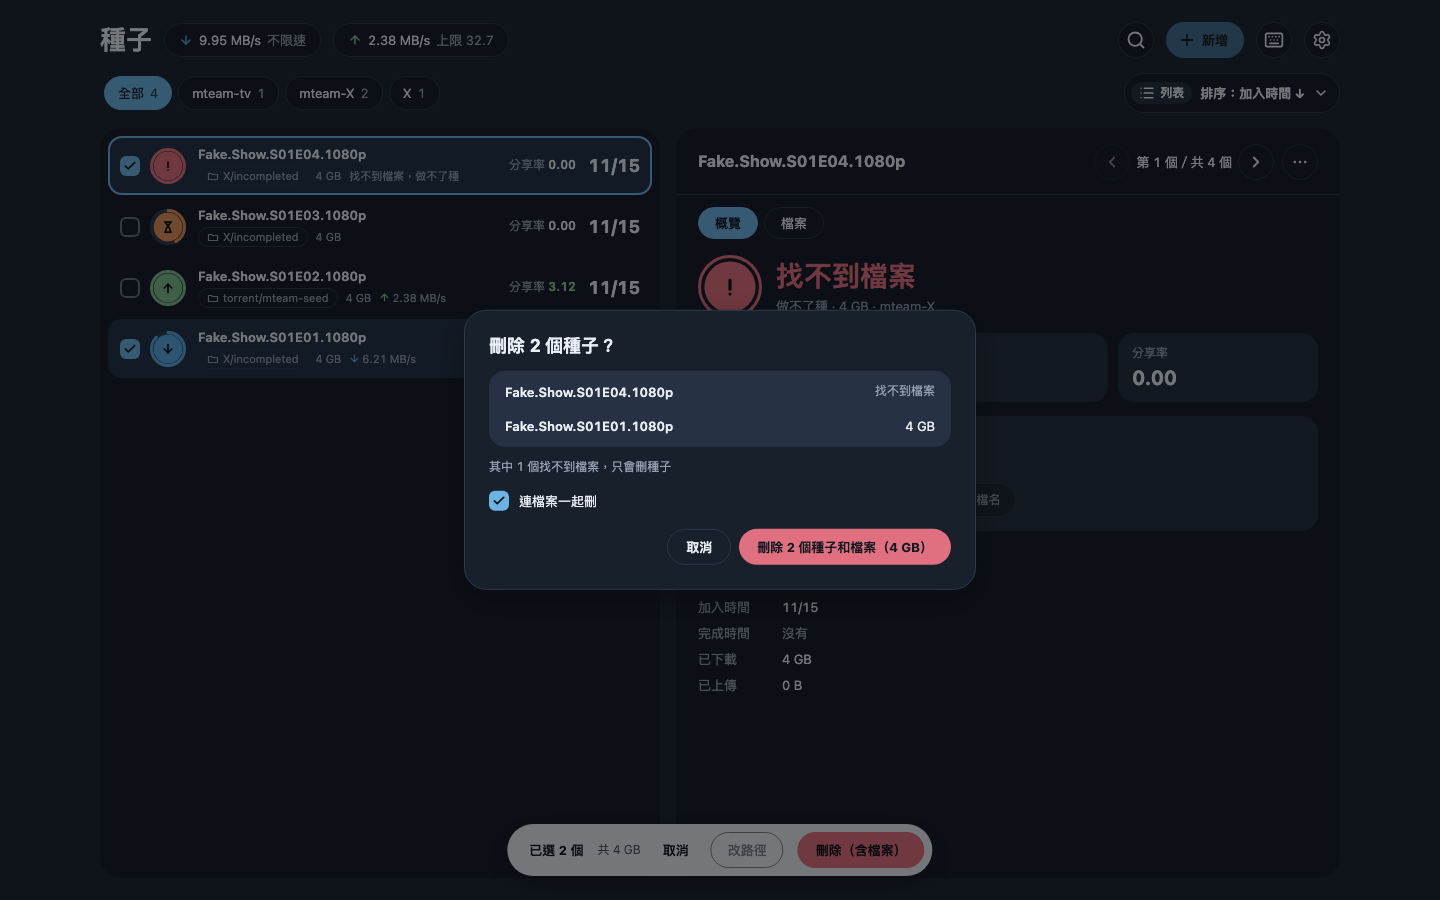 種子
9.95 MB/s 不限速
2.38 MB/s 上限 32.7
新增
全部 4
mteam-tv 1
mteam-X 2
X 1
列表
排序：加入時間
Fake.Show.S01E04.1080p
X/incompleted 4 GB 找不到檔案，做不了種
分享率 0.00 11/15
Fake.Show.S01E03.1080p
X/incompleted 4 GB
分享率 0.00 11/15
Fake.Show.S01E02.1080p
torrent/mteam-seed 4 GB 2.38 MB/s
分享率 3.12 11/15
Fake.Show.S01E01.1080p
X/incompleted 4 GB 6.21 MB/s
Fake.Show.S01E04.1080p
第 1 個 / 共 4 個
概覽
檔案
找不到檔案
做不了種 · 4 GB · mteam-X
分享率
0.00
檔名
加入時間 11/15
完成時間 沒有
已下載 4 GB
已上傳 0 B
刪除 2 個種子？
Fake.Show.S01E04.1080p 找不到檔案
Fake.Show.S01E01.1080p 4 GB
其中 1 個找不到檔案，只會刪種子
連檔案一起刪
取消
刪除 2 個種子和檔案（4 GB）
已選 2 個 共 4 GB 取消 改路徑 刪除（含檔案）